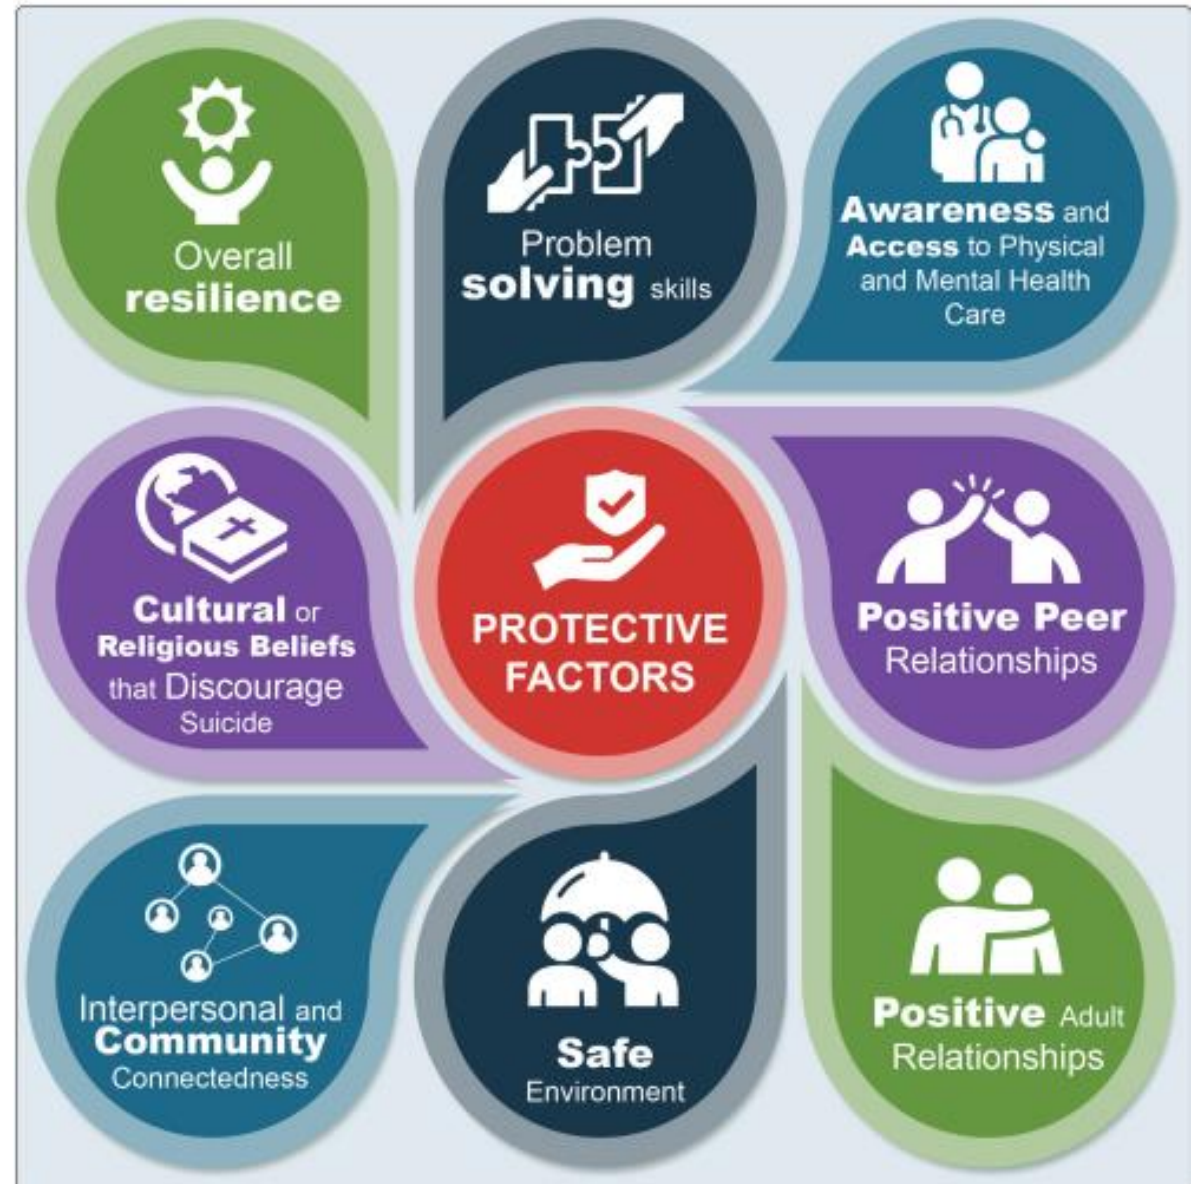 Overall
resilience
Problem
solving skills
Awareness and
Access to Physical
and Mental Health
Care
Cultural or
Religious Beliefs
that Discourage
Suicide
PROTECTIVE
FACTORS
Positive Peer
Relationships
Interpersonal and
Community
Connectedness
Safe
Environment
Positive Adult
Relationships